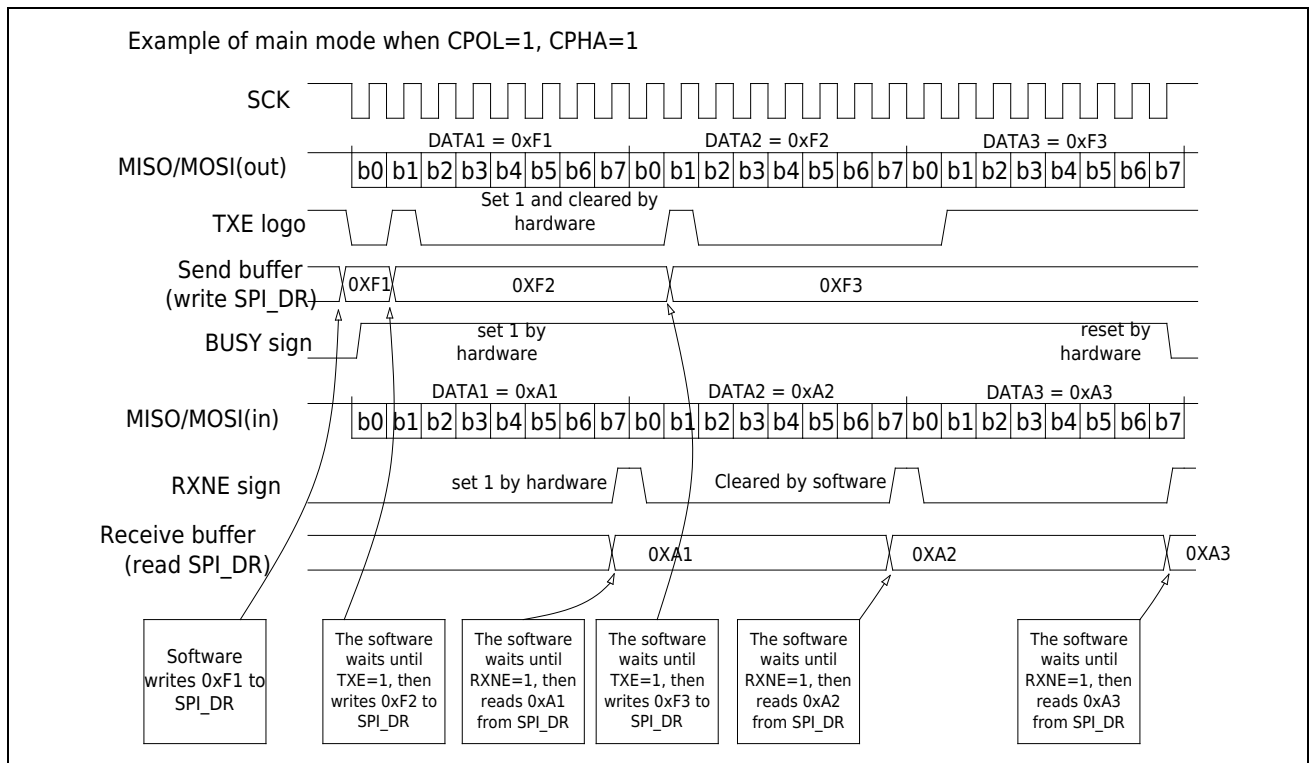 Example of main mode when CPOL=1, CPHA=1
SCK
DATA1 = 0xF1 DATA2 = 0xF2 DATA3 = 0xF3
MISO/MOSI(out)
b0 b1 b2 b3 b4 b5 b6 b7 b0 b1 b2 b3 b4 b5 b6 b7 b0 b1 b2 b3 b4 b5 b6 b7
Set 1 and cleared by
hardware
TXE logo
Send buffer
(write SPI_DR)
0XF1 0XF2 0XF3
BUSY sign
set 1 by
hardware
reset by
hardware
DATA1 = 0xA1 DATA2 = 0xA2 DATA3 = 0xA3
MISO/MOSI(in)
b0 b1 b2 b3 b4 b5 b6 b7 b0 b1 b2 b3 b4 b5 b6 b7 b0 b1 b2 b3 b4 b5 b6 b7
RXNE sign
set 1 by hardware
Cleared by software
Receive buffer
(read SPI_DR)
0XA1 0XA2 0XA3
Software
writes 0xF1 to
SPI_DR
The software
waits until
TXE=1, then
writes 0xF2 to
SPI_DR
The software
waits until
RXNE=1, then
reads 0xA1
from SPI_DR
The software
waits until
TXE=1, then
writes 0xF3 to
SPI_DR
The software
waits until
RXNE=1, then
reads 0xA2
from SPI_DR
The software
waits until
RXNE=1, then
reads 0xA3
from SPI_DR